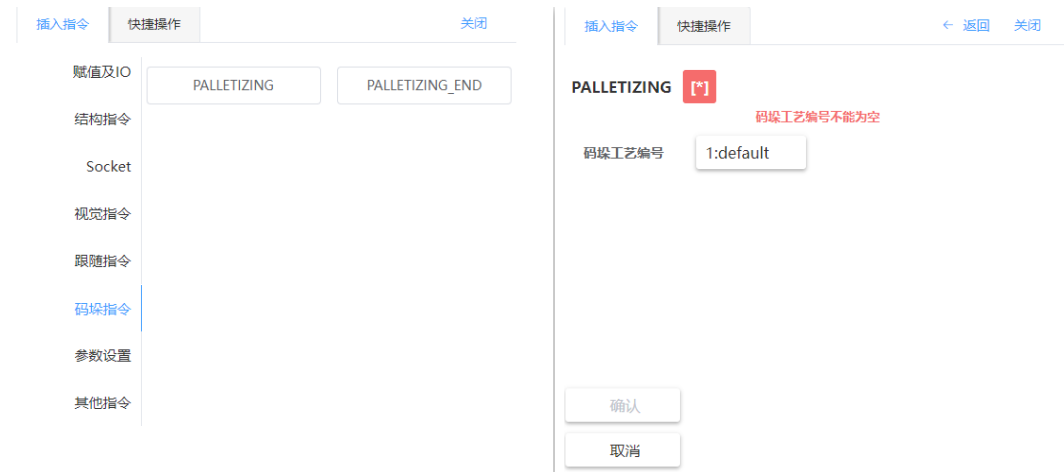 插入指令 快捷操作 关闭
赋值及IO
结构指令
Socket
视觉指令
跟随指令
码垛指令
参数设置
其他指令
PALLETIZING PALLETIZING_END
插入指令 快捷操作 ← 返回 关闭
PALLETIZING [*]
码垛工艺编号不能为空
码垛工艺编号 1:default
确认
取消